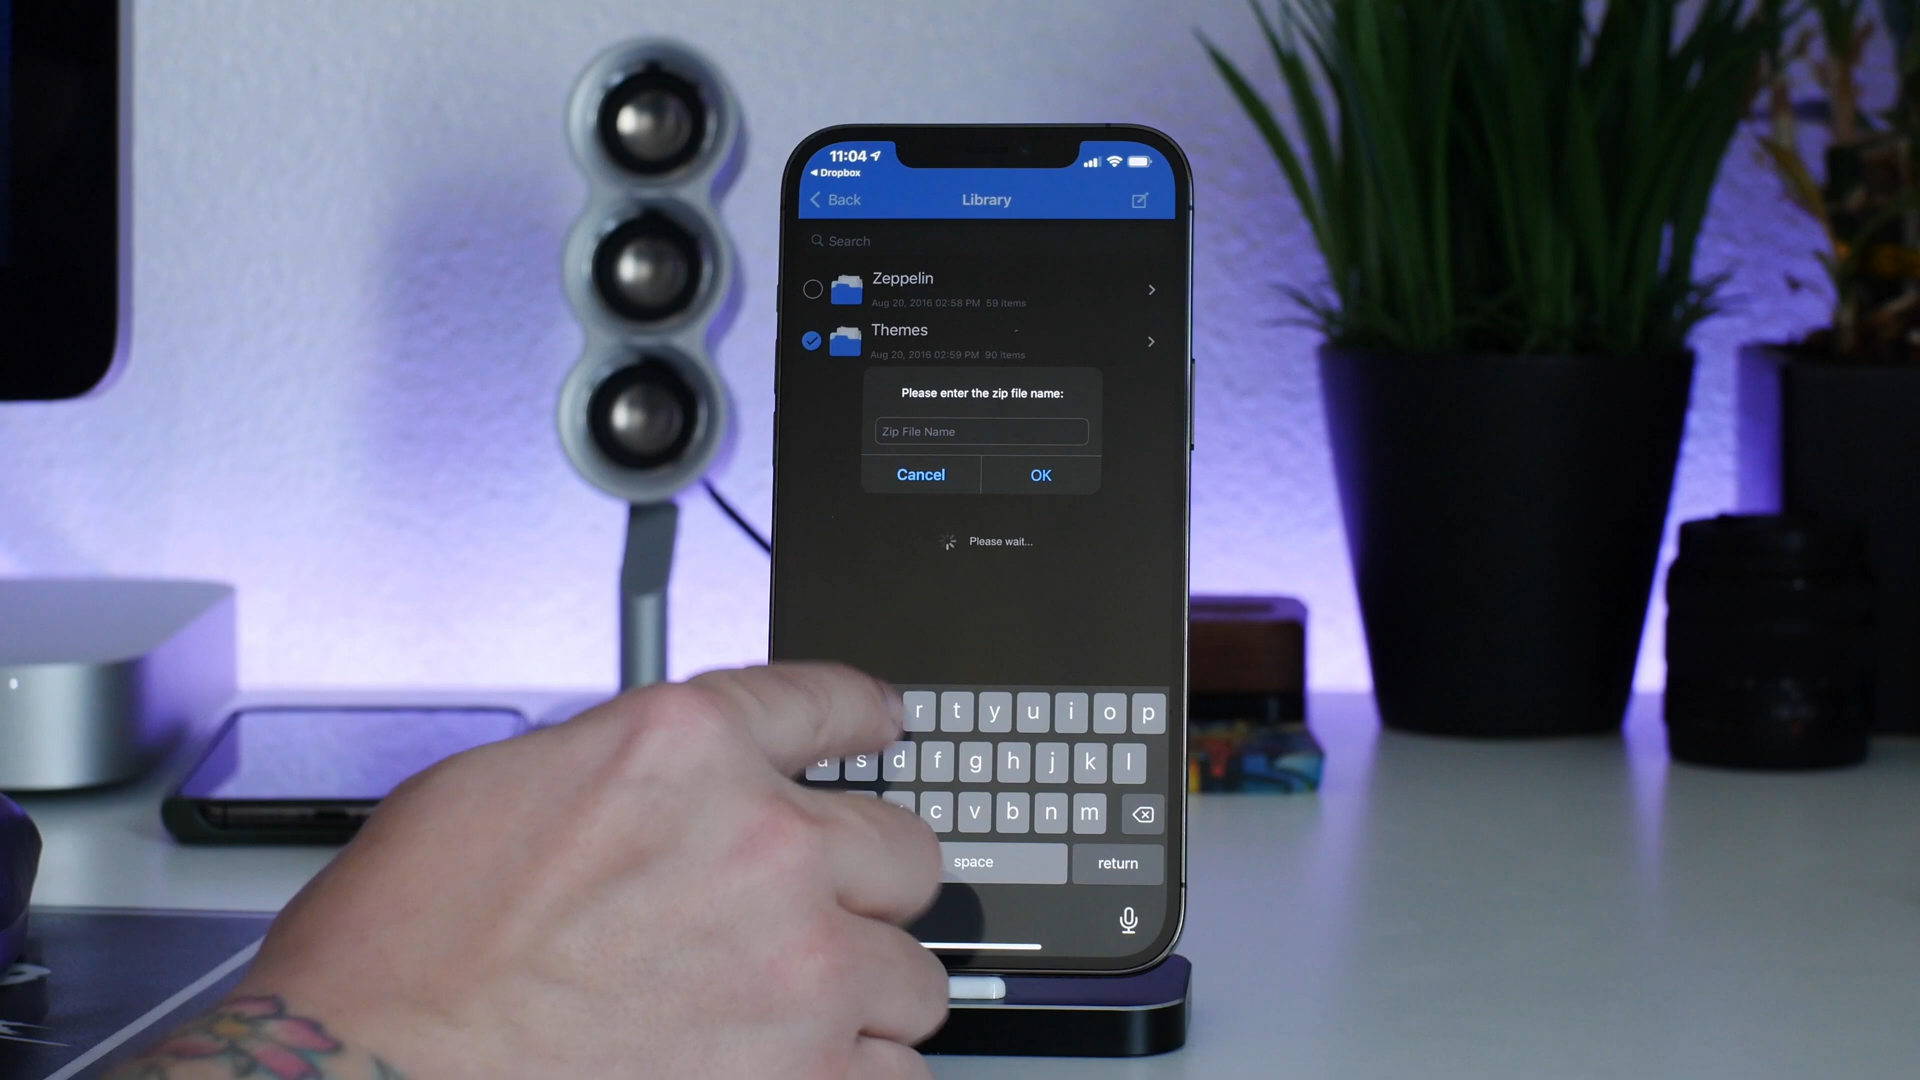 11:04
Dropbox
Back
Library
Search
Zeppelin
Aug 20, 2016 02:58 PM 59 Items
Themes
Aug 20, 2016 02:59 PM 90 Items
Please enter the zip file name:
Zip File Name
Cancel
OK
Please wait...
r t y u i o p
a s d f g h j k l
c v b n m
space
return